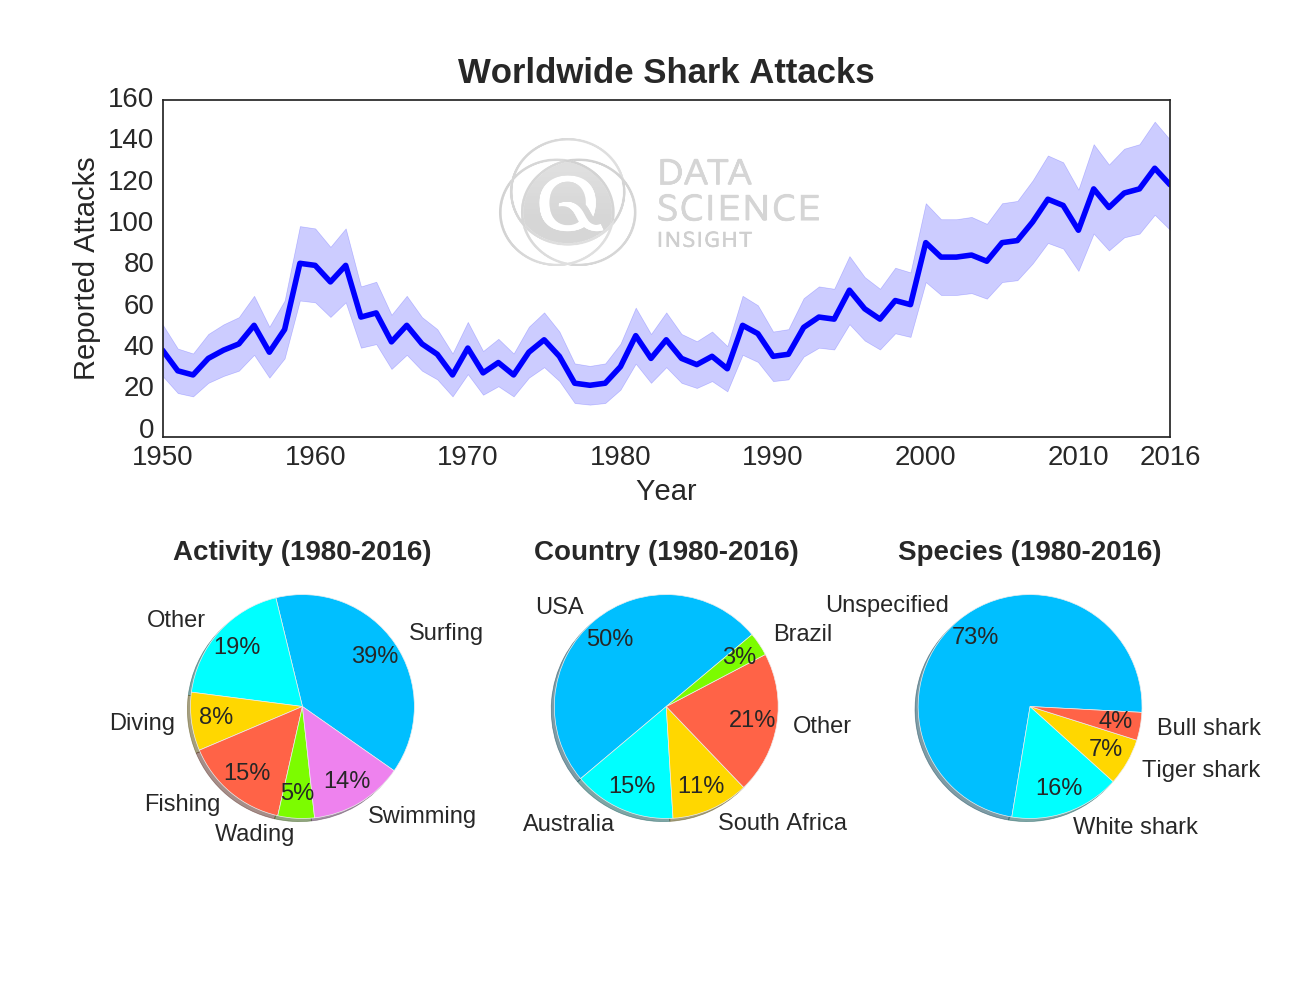 Worldwide Shark Attacks
160
140
120
100
80
60
40
20
0
Reported Attacks
DATA
SCIENCE
INSIGHT
1950 1960 1970 1980 1990 2000 2010 2016
Year
Activity (1980-2016)
Other
19%
Surfing
39%
Diving
8%
Fishing
15%
Wading
5%
Swimming
14%
Country (1980-2016)
USA
50%
Brazil
3%
Other
21%
Australia
15%
South Africa
11%
Species (1980-2016)
Unspecified
73%
Bull shark
4%
Tiger shark
7%
White shark
16%